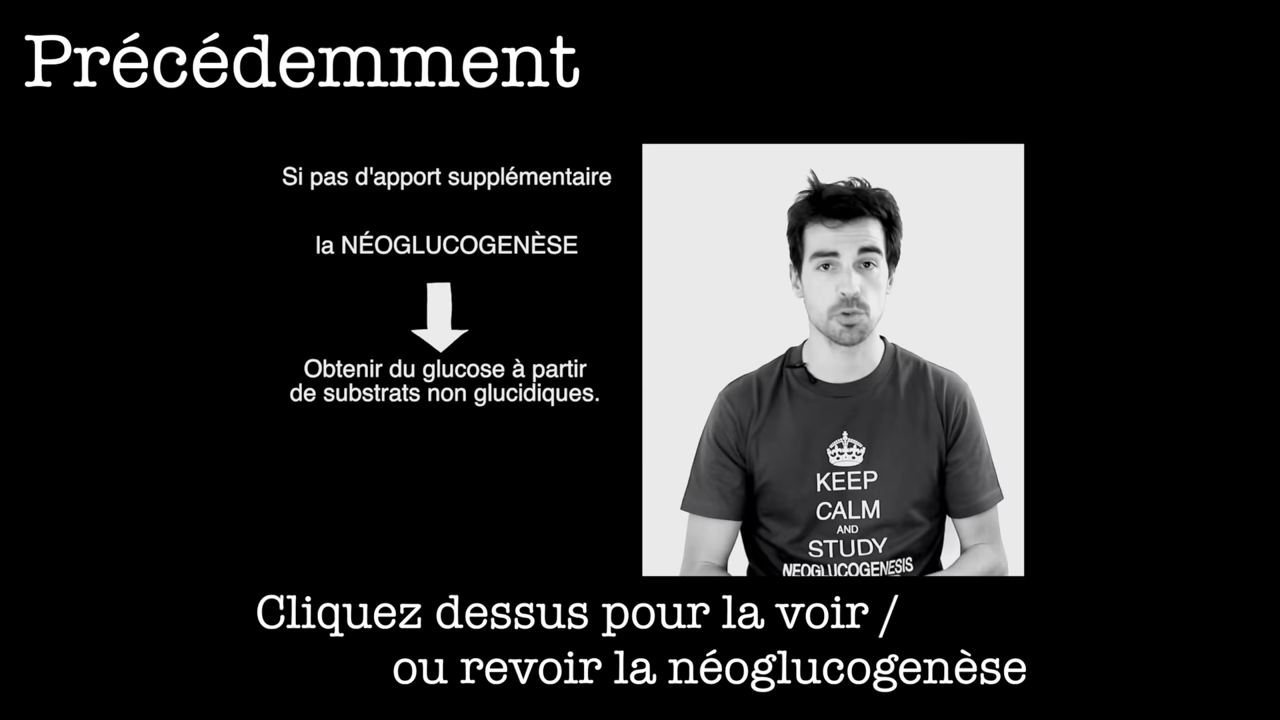 Précédemment
Si pas d'apport supplémentaire
la NÉOGLUCOGENÈSE
Obtenir du glucose à partir
de substrats non glucidiques.
KEEP
CALM
AND
STUDY
NEOGLUCOGENESIS
Cliquez dessus pour la voir /
ou revoir la néoglucogenèse